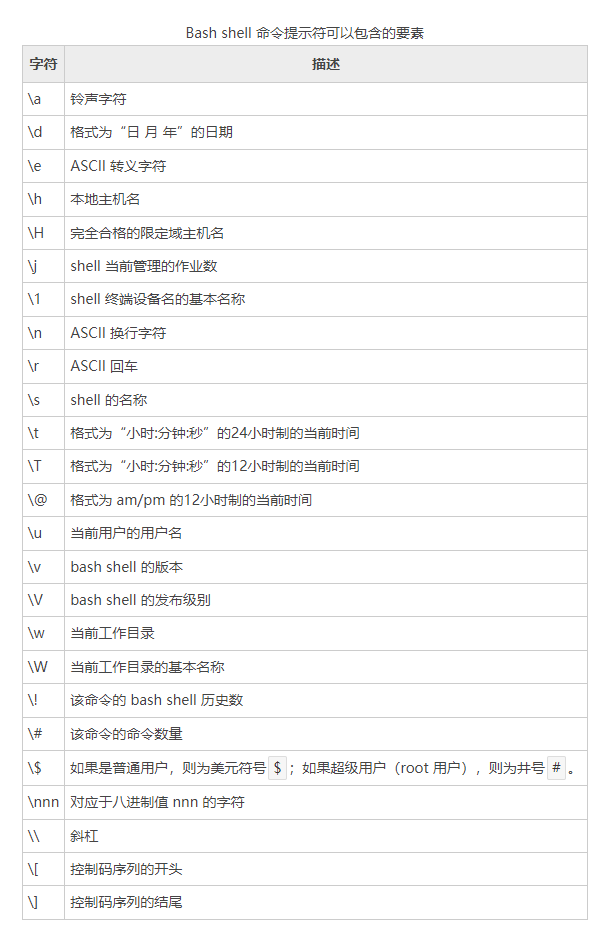 Bash shell 命令提示符可以包含的要素
字符 描述
\a 铃声字符
\d 格式为“日 月 年”的日期
\e ASCII 转义字符
\h 本地主机名
\H 完全合格的限定域主机名
\j shell 当前管理的作业数
\1 shell 终端设备名的基本名称
\n ASCII 换行字符
\r ASCII 回车
\s shell 的名称
\t 格式为“小时:分钟:秒”的24小时制的当前时间
\T 格式为“小时:分钟:秒”的12小时制的当前时间
\@ 格式为 am/pm 的12小时制的当前时间
\u 当前用户的用户名
\v bash shell 的版本
\V bash shell 的发布级别
\w 当前工作目录
\W 当前工作目录的基本名称
\! 该命令的 bash shell 历史数
\# 该命令的命令数量
\$ 如果是普通用户，则为美元符号 $ ；如果超级用户（root 用户），则为井号 # 。
\nnn 对应于八进制值 nnn 的字符
\\ 斜杠
\[ 控制码序列的开头
\] 控制码序列的结尾